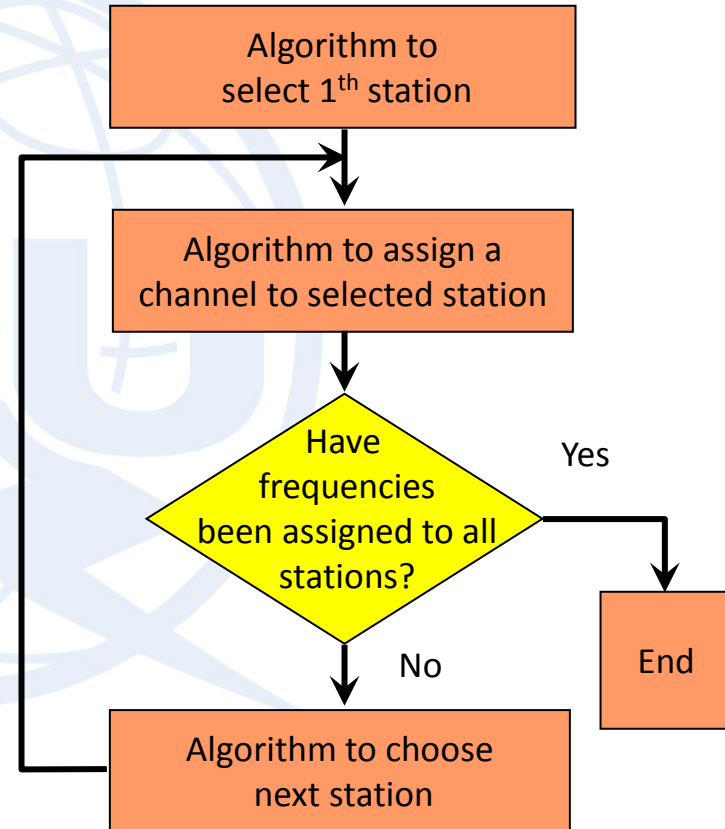 Algorithm to
select 1th station
Algorithm to assign a
channel to selected station
Have
frequencies
been assigned to all
stations?
Yes
End
No
Algorithm to choose
next station